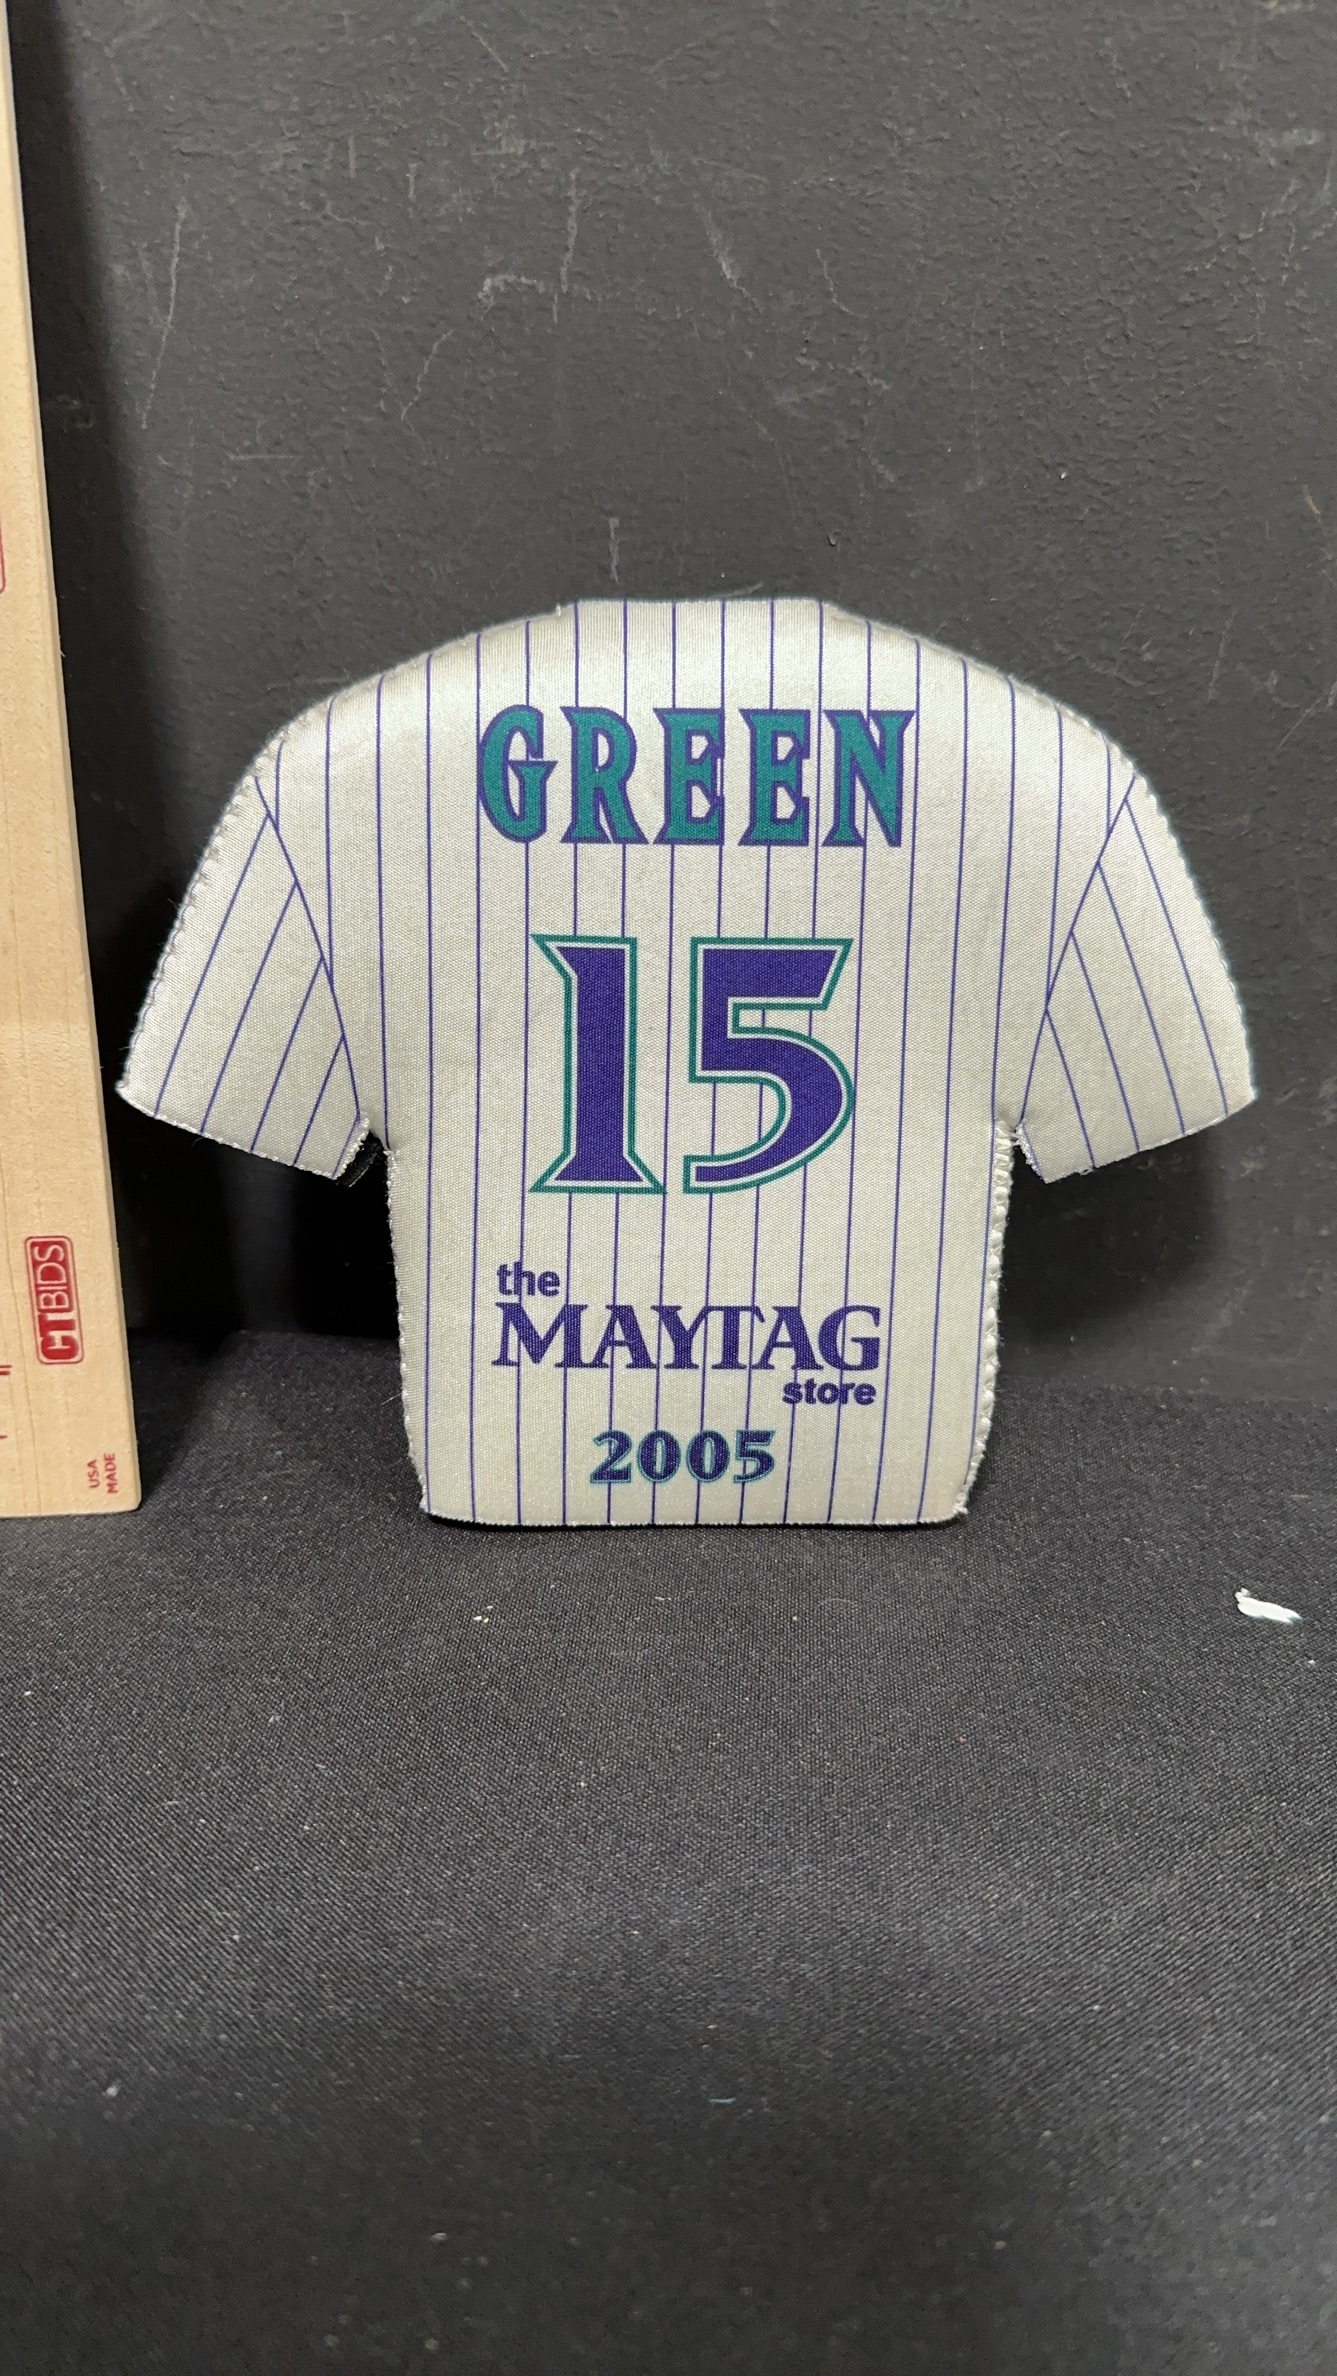 GREEN
15
the
MAYTAG
store
2005
CTBIDS
USA
MADE